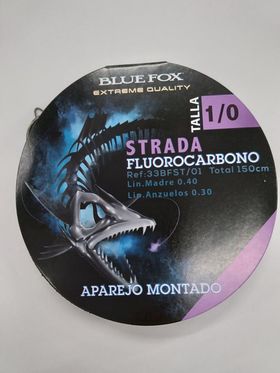 BLUE FOX
EXTREME QUALITY
TALLA
1/0
STRADA
FLUOROCARBONO
Ref:33BFST/01 Total 150cm
Lin.Madre 0.40
Lin.Anzuelos 0.30
APAREJO MONTADO